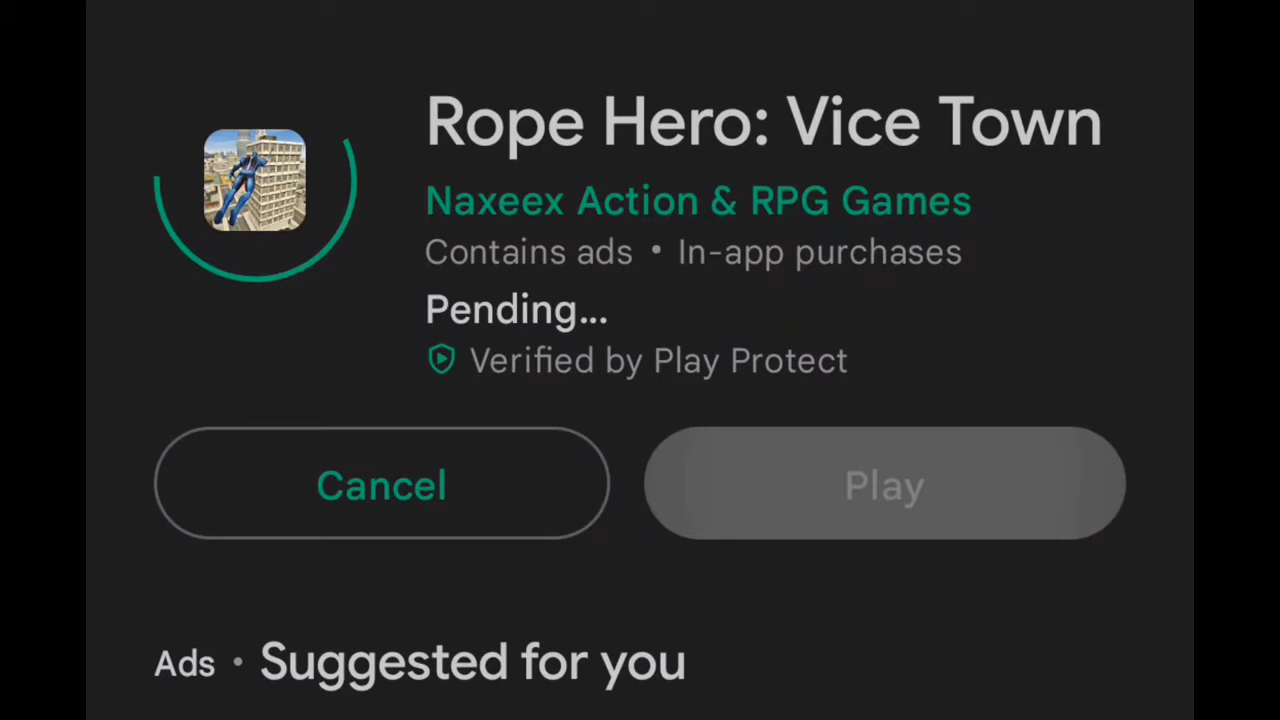 Rope Hero: Vice Town
Naxeex Action & RPG Games
Contains ads • In-app purchases
Pending...
Verified by Play Protect
Cancel
Play
Ads • Suggested for you